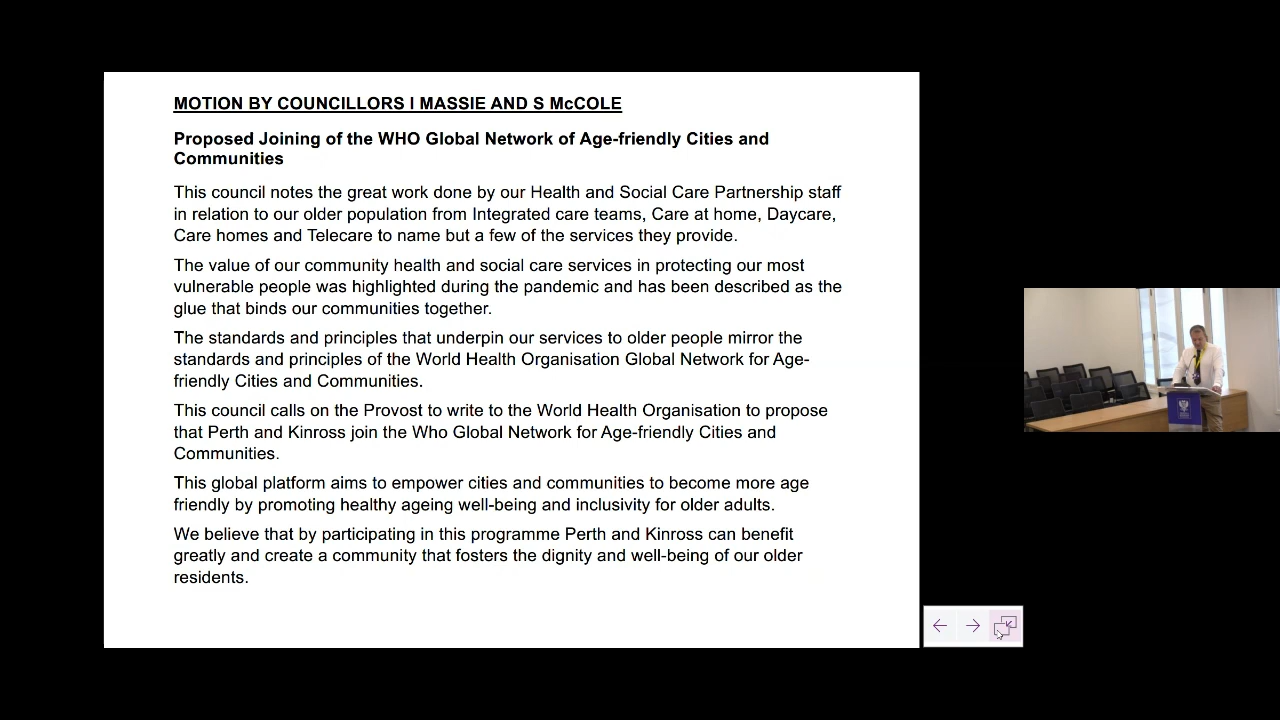 MOTION BY COUNCILLORS I MASSIE AND S McCOLE
Proposed Joining of the WHO Global Network of Age-friendly Cities and
Communities
This council notes the great work done by our Health and Social Care Partnership staff
in relation to our older population from Integrated care teams, Care at home, Daycare,
Care homes and Telecare to name but a few of the services they provide.
The value of our community health and social care services in protecting our most
vulnerable people was highlighted during the pandemic and has been described as the
glue that binds our communities together.
The standards and principles that underpin our services to older people mirror the
standards and principles of the World Health Organisation Global Network for Age-
friendly Cities and Communities.
This council calls on the Provost to write to the World Health Organisation to propose
that Perth and Kinross join the Who Global Network for Age-friendly Cities and
Communities.
This global platform aims to empower cities and communities to become more age
friendly by promoting healthy ageing well-being and inclusivity for older adults.
We believe that by participating in this programme Perth and Kinross can benefit
greatly and create a community that fosters the dignity and well-being of our older
residents.